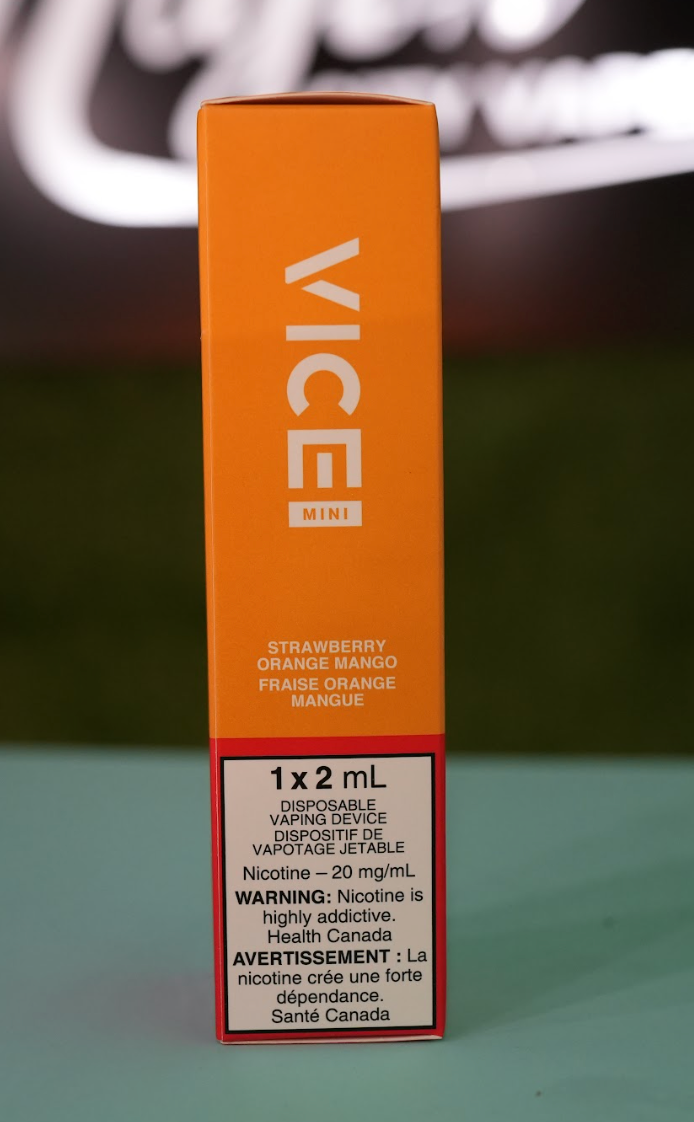 VICE
MINI
STRAWBERRY
ORANGE MANGO
FRAISE ORANGE
MANGUE
1 x 2 mL
DISPOSABLE
VAPING DEVICE
DISPOSITIF DE
VAPOTAGE JETABLE
Nicotine – 20 mg/mL
WARNING: Nicotine is
highly addictive.
Health Canada
AVERTISSEMENT : La
nicotine crée une forte
dépendance.
Santé Canada